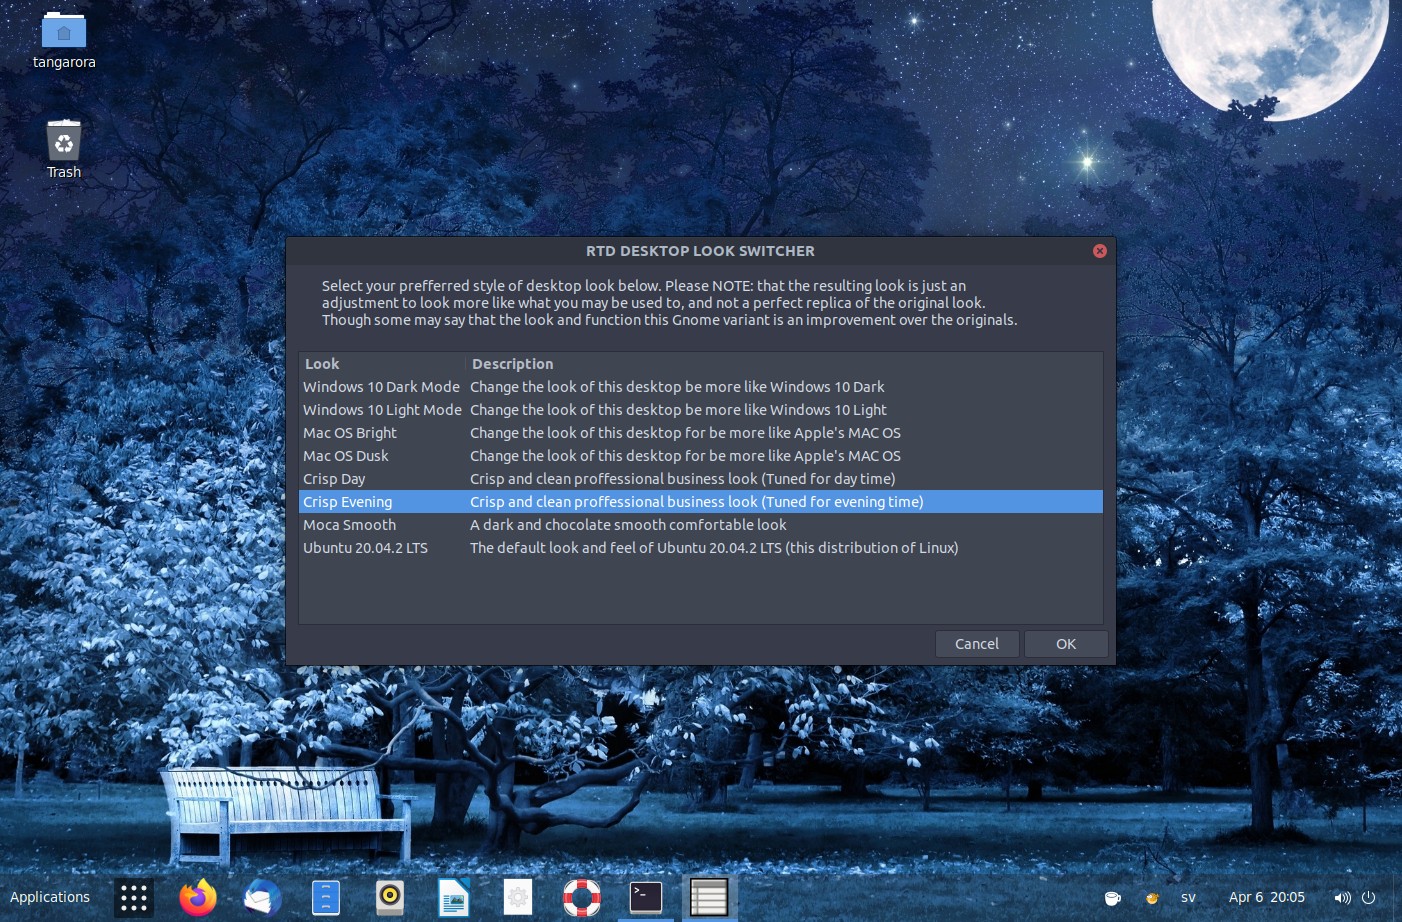 tangarora
Trash
RTD DESKTOP LOOK SWITCHER
Select your prefferred style of desktop look below. Please NOTE: that the resulting look is just an
adjustment to look more like what you may be used to, and not a perfect replica of the original look.
Though some may say that the look and function this Gnome variant is an improvement over the originals.
Look Description
Windows 10 Dark Mode Change the look of this desktop be more like Windows 10 Dark
Windows 10 Light Mode Change the look of this desktop be more like Windows 10 Light
Mac OS Bright Change the look of this desktop for be more like Apple's MAC OS
Mac OS Dusk Change the look of this desktop for be more like Apple's MAC OS
Crisp Day Crisp and clean proffessional business look (Tuned for day time)
Crisp Evening Crisp and clean proffessional business look (Tuned for evening time)
Moca Smooth A dark and chocolate smooth comfortable look
Ubuntu 20.04.2 LTS The default look and feel of Ubuntu 20.04.2 LTS (this distribution of Linux)
Cancel OK
Applications >_ sv Apr 6 20:05